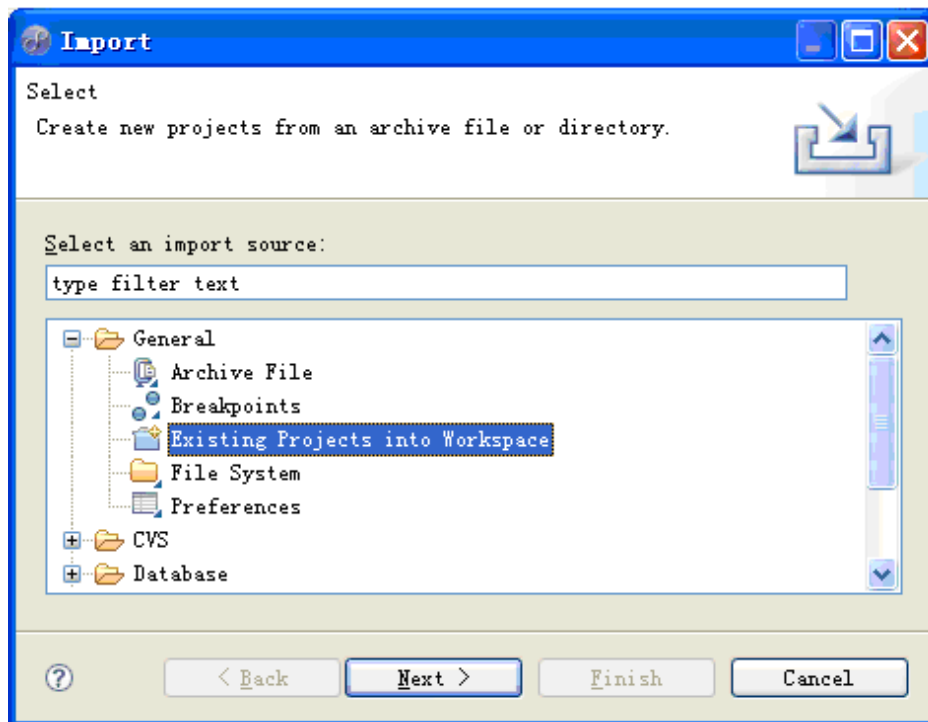 Import
Select
Create new projects from an archive file or directory.
Select an import source:
type filter text
General
Archive File
Breakpoints
Existing Projects into Workspace
File System
Preferences
CVS
Database
? < Back Next > Finish Cancel